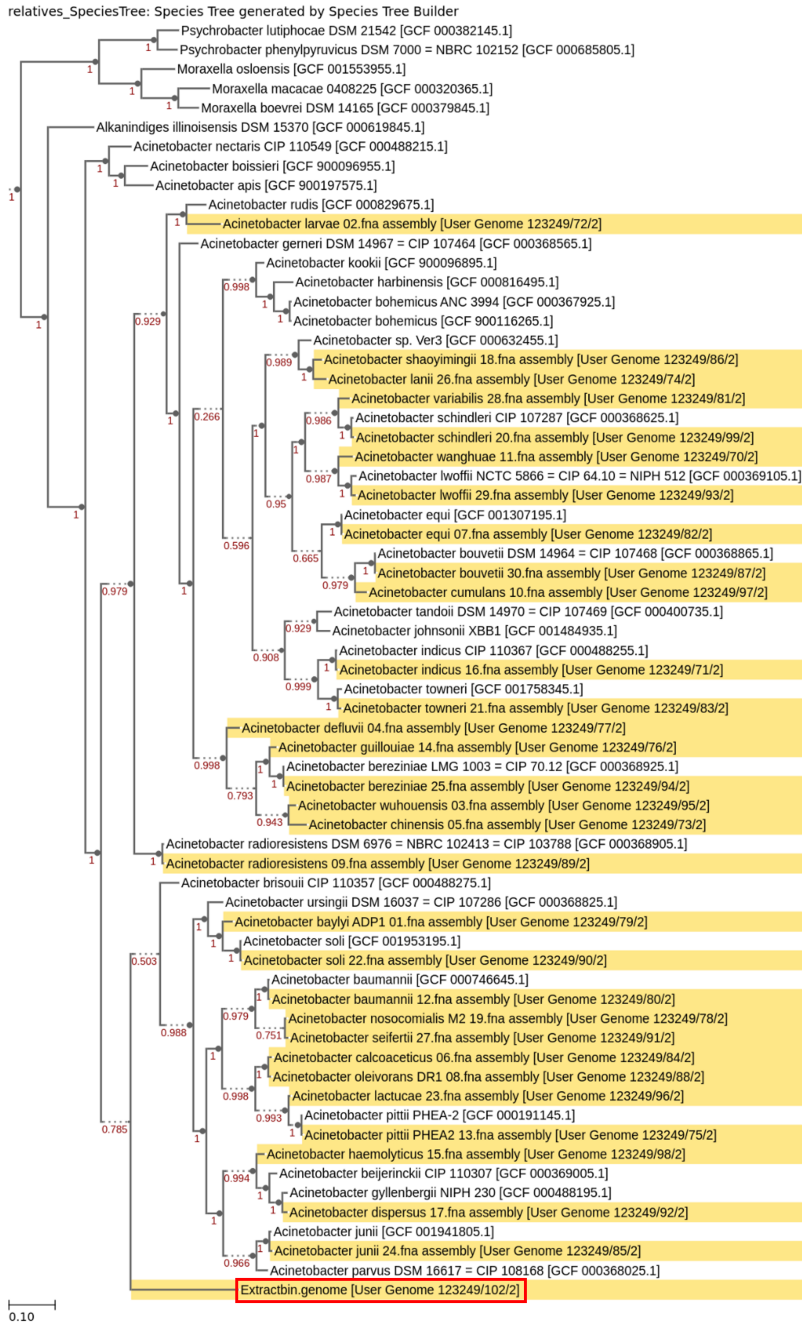 relatives_SpeciesTree: Species Tree generated by Species Tree Builder
Psychrobacter lutiphocae DSM 21542 [GCF 000382145.1]
1
Psychrobacter phenylpyruvicus DSM 7000 = NBRC 102152 [GCF 000685805.1]
1
Moraxella osloensis [GCF 001553955.1]
1
Moraxella macacae 0408225 [GCF 000320365.1]
1
Moraxella boevrei DSM 14165 [GCF 000379845.1]
Alkanindiges illinoisensis DSM 15370 [GCF 000619845.1]
Acinetobacter nectaris CIP 110549 [GCF 000488215.1]
1
Acinetobacter boissieri [GCF 900096955.1]
1
Acinetobacter apis [GCF 900197575.1]
1
Acinetobacter rudis [GCF 000829675.1]
1
Acinetobacter larvae 02.fna assembly [User Genome 123249/72/2]
Acinetobacter gerneri DSM 14967 = CIP 107464 [GCF 000368565.1]
Acinetobacter kookii [GCF 900096895.1]
0.998
Acinetobacter harbinensis [GCF 000816495.1]
1
Acinetobacter bohemicus ANC 3994 [GCF 000367925.1]
1
Acinetobacter bohemicus [GCF 900116265.1]
1
0.929
Acinetobacter sp. Ver3 [GCF 000632455.1]
0.989
Acinetobacter shaoyimingii 18.fna assembly [User Genome 123249/86/2]
1
Acinetobacter lanii 26.fna assembly [User Genome 123249/74/2]
Acinetobacter variabilis 28.fna assembly [User Genome 123249/81/2]
0.266
1
0.986
Acinetobacter schindleri CIP 107287 [GCF 000368625.1]
1
Acinetobacter schindleri 20.fna assembly [User Genome 123249/99/2]
1
Acinetobacter wanghuae 11.fna assembly [User Genome 123249/70/2]
0.987
Acinetobacter lwoffii NCTC 5866 = CIP 64.10 = NIPH 512 [GCF 000369105.1]
1
Acinetobacter lwoffii 29.fna assembly [User Genome 123249/93/2]
0.95
1
Acinetobacter equi [GCF 001307195.1]
1
Acinetobacter equi 07.fna assembly [User Genome 123249/82/2]
0.596
0.665
Acinetobacter bouvetii DSM 14964 = CIP 107468 [GCF 000368865.1]
1
Acinetobacter bouvetii 30.fna assembly [User Genome 123249/87/2]
0.979
0.979
1
Acinetobacter cumulans 10.fna assembly [User Genome 123249/97/2]
Acinetobacter tandoii DSM 14970 = CIP 107469 [GCF 000400735.1]
0.929
Acinetobacter johnsonii XBB1 [GCF 001484935.1]
0.908
Acinetobacter indicus CIP 110367 [GCF 000488255.1]
1
Acinetobacter indicus 16.fna assembly [User Genome 123249/71/2]
0.999
Acinetobacter towneri [GCF 001758345.1]
1
Acinetobacter towneri 21.fna assembly [User Genome 123249/83/2]
Acinetobacter defluvii 04.fna assembly [User Genome 123249/77/2]
Acinetobacter guillouiae 14.fna assembly [User Genome 123249/76/2]
0.998
1
Acinetobacter bereziniae LMG 1003 = CIP 70.12 [GCF 000368925.1]
1
Acinetobacter bereziniae 25.fna assembly [User Genome 123249/94/2]
0.793
Acinetobacter wuhouensis 03.fna assembly [User Genome 123249/95/2]
0.943
Acinetobacter chinensis 05.fna assembly [User Genome 123249/73/2]
Acinetobacter radioresistens DSM 6976 = NBRC 102413 = CIP 103788 [GCF 000368905.1]
1
1
Acinetobacter radioresistens 09.fna assembly [User Genome 123249/89/2]
Acinetobacter brisouii CIP 110357 [GCF 000488275.1]
Acinetobacter ursingii DSM 16037 = CIP 107286 [GCF 000368825.1]
1
Acinetobacter baylyi ADP1 01.fna assembly [User Genome 123249/79/2]
1
Acinetobacter soli [GCF 001953195.1]
1
Acinetobacter soli 22.fna assembly [User Genome 123249/90/2]
0.503
Acinetobacter baumannii [GCF 000746645.1]
1
Acinetobacter baumannii 12.fna assembly [User Genome 123249/80/2]
0.979
Acinetobacter nosocomialis M2 19.fna assembly [User Genome 123249/78/2]
0.988
0.751
Acinetobacter seifertii 27.fna assembly [User Genome 123249/91/2]
1
Acinetobacter calcoaceticus 06.fna assembly [User Genome 123249/84/2]
1
Acinetobacter oleivorans DR1 08.fna assembly [User Genome 123249/88/2]
0.998
Acinetobacter lactucae 23.fna assembly [User Genome 123249/96/2]
0.993
Acinetobacter pittii PHEA-2 [GCF 000191145.1]
1
Acinetobacter pittii PHEA2 13.fna assembly [User Genome 123249/75/2]
0.785
1
Acinetobacter haemolyticus 15.fna assembly [User Genome 123249/98/2]
0.994
Acinetobacter beijerinckii CIP 110307 [GCF 000369005.1]
1
Acinetobacter gyllenbergii NIPH 230 [GCF 000488195.1]
1
Acinetobacter dispersus 17.fna assembly [User Genome 123249/92/2]
1
Acinetobacter junii [GCF 001941805.1]
1
Acinetobacter junii 24.fna assembly [User Genome 123249/85/2]
0.966
Acinetobacter parvus DSM 16617 = CIP 108168 [GCF 000368025.1]
Extractbin.genome [User Genome 123249/102/2]
0.10